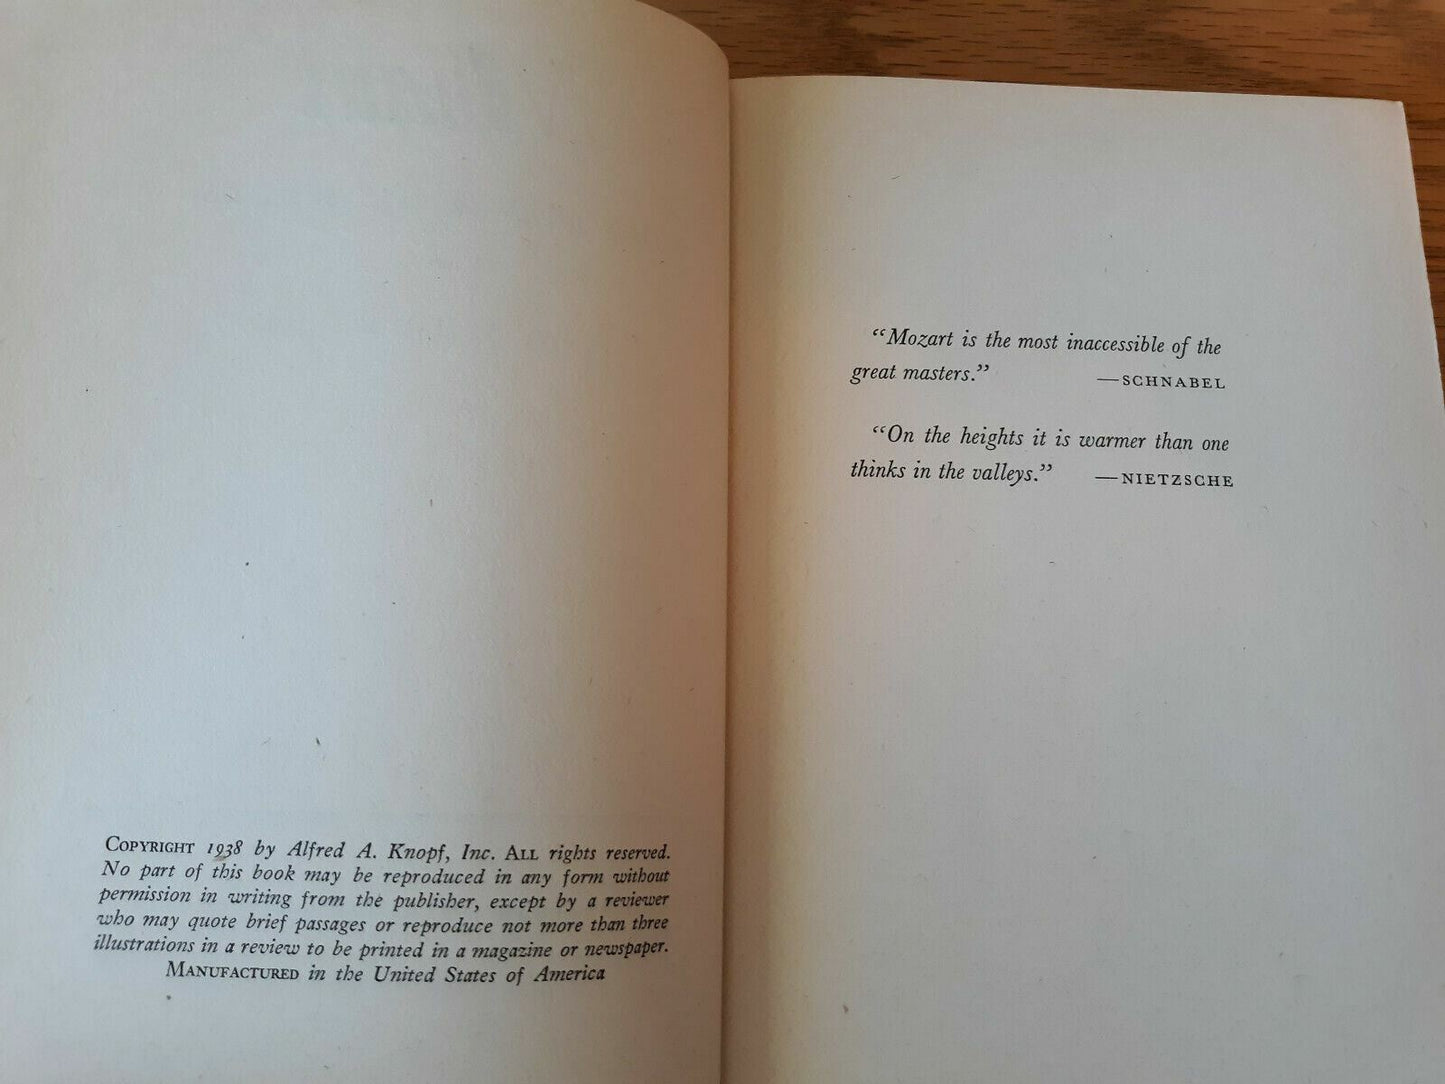 COPYRIGHT 1938 by Alfred A. Knopf, Inc. ALL rights reserved.
No part of this book may be reproduced in any form without
permission in writing from the publisher, except by a reviewer
who may quote brief passages or reproduce not more than three
illustrations in a review to be printed in a magazine or newspaper.
MANUFACTURED in the United States of America
“Mozart is the most inaccessible of the
great masters.” —SCHNABEL
“On the heights it is warmer than one
thinks in the valleys.” —NIETZSCHE